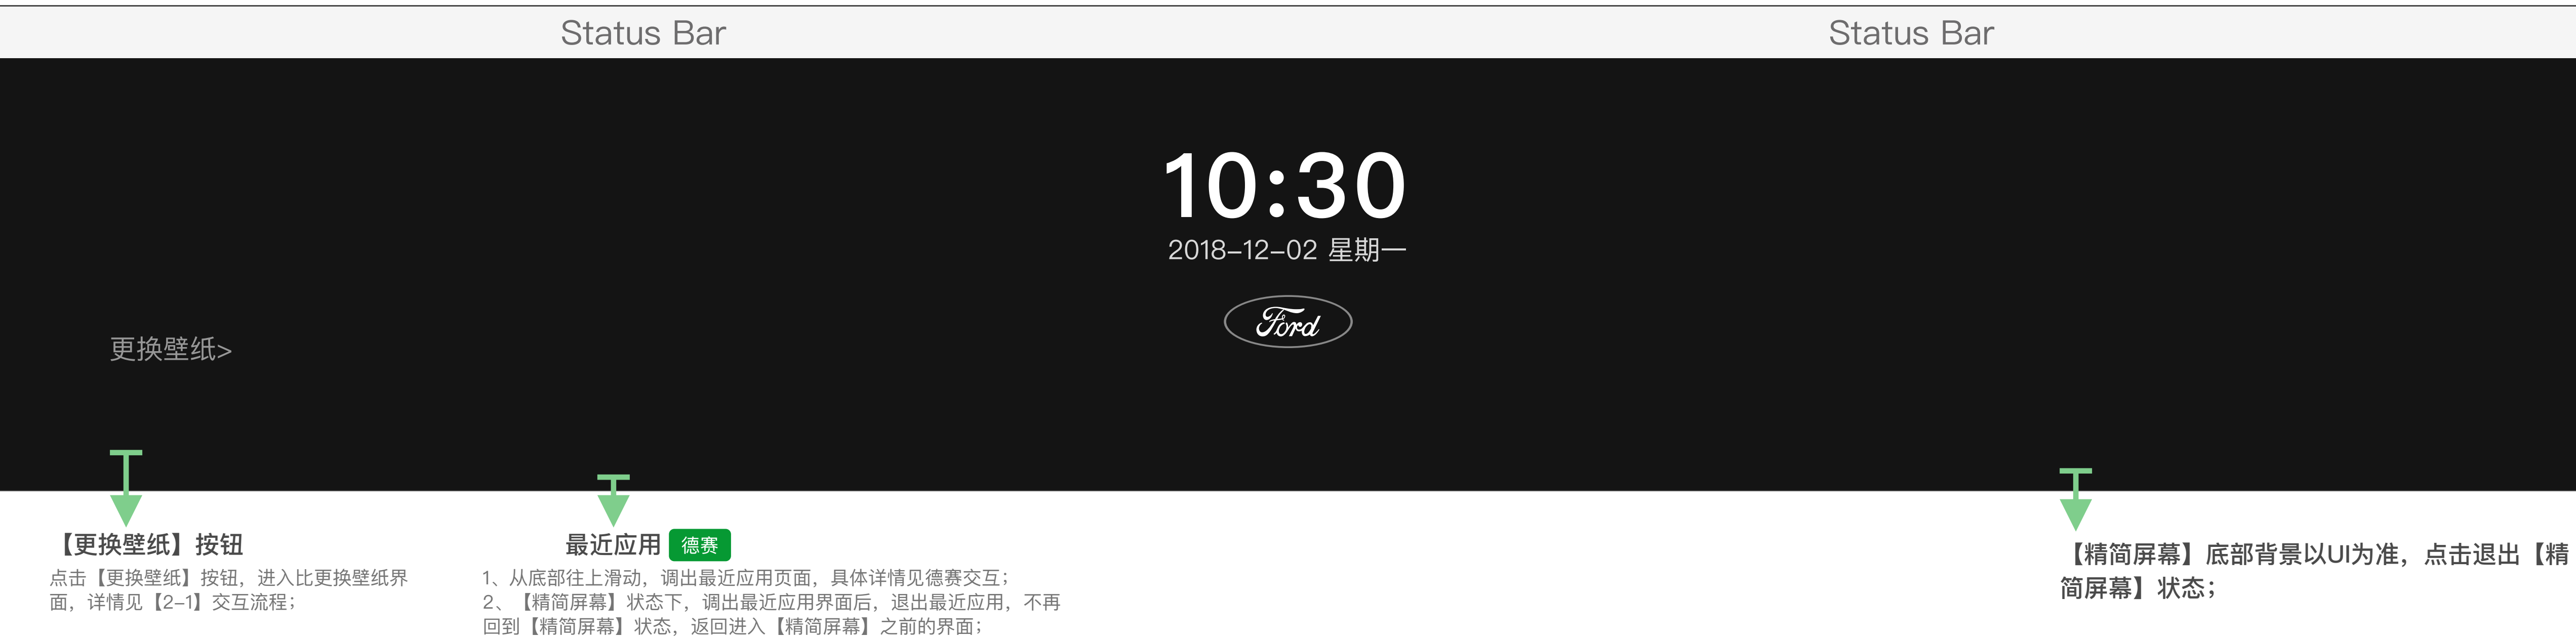 Status Bar
Status Bar
10:30
2018-12-02 星期一
Ford
更换壁纸>
【更换壁纸】按钮
点击【更换壁纸】按钮，进入比更换壁纸界
面，详情见【2-1】交互流程；
最近应用 德赛
1、从底部往上滑动，调出最近应用页面，具体详情见德赛交互；
2、【精简屏幕】状态下，调出最近应用界面后，退出最近应用，不再
回到【精简屏幕】状态，返回进入【精简屏幕】之前的界面；
【精简屏幕】底部背景以UI为准，点击退出【精
简屏幕】状态；